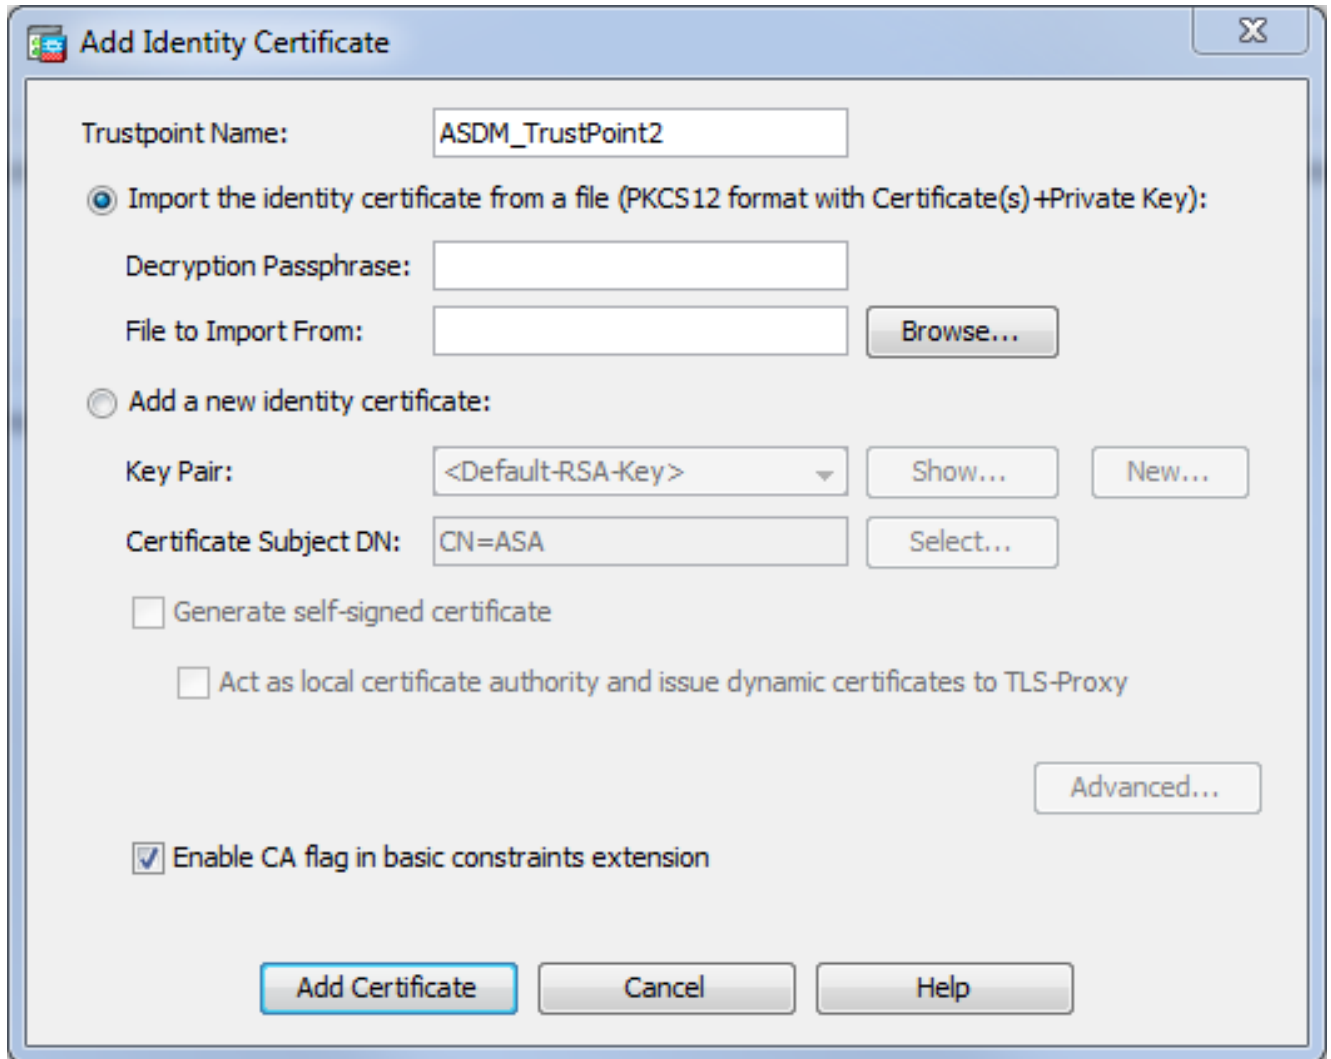 Add Identity Certificate
Trustpoint Name: ASDM_TrustPoint2
Import the identity certificate from a file (PKCS12 format with Certificate(s)+Private Key):
Decryption Passphrase:
File to Import From: Browse...
Add a new identity certificate:
Key Pair: <Default-RSA-Key> Show... New...
Certificate Subject DN: CN=ASA Select...
Generate self-signed certificate
Act as local certificate authority and issue dynamic certificates to TLS-Proxy
Advanced...
Enable CA flag in basic constraints extension
Add Certificate Cancel Help